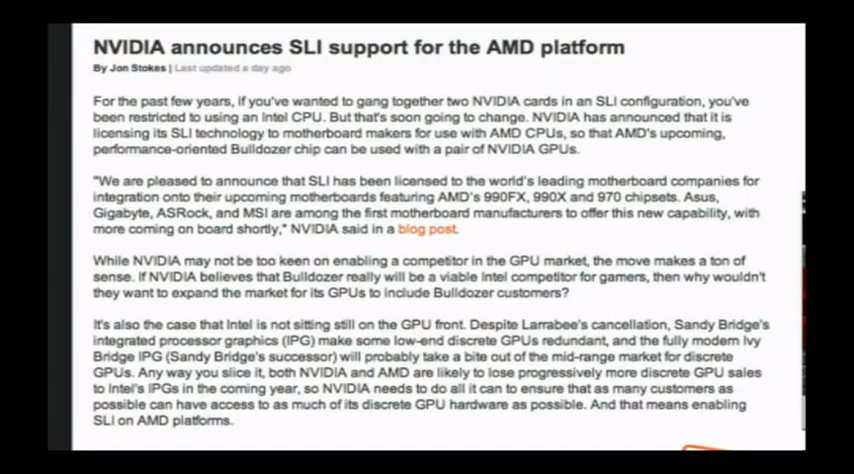 NVIDIA announces SLI support for the AMD platform
By Jon Stokes | Last updated a day ago
For the past few years, if you've wanted to gang together two NVIDIA cards in an SLI configuration, you've
been restricted to using an Intel CPU. But that's soon going to change. NVIDIA has announced that it is
licensing its SLI technology to motherboard makers for use with AMD CPUs, so that AMD's upcoming,
performance-oriented Bulldozer chip can be used with a pair of NVIDIA GPUs.
"We are pleased to announce that SLI has been licensed to the world's leading motherboard companies for
integration onto their upcoming motherboards featuring AMD's 990FX, 990X and 970 chipsets. Asus,
Gigabyte, ASRock, and MSI are among the first motherboard manufacturers to offer this new capability, with
more coming on board shortly," NVIDIA said in a blog post.
While NVIDIA may not be too keen on enabling a competitor in the GPU market, the move makes a ton of
sense. If NVIDIA believes that Bulldozer really will be a viable Intel competitor for gamers, then why wouldn't
they want to expand the market for its GPUs to include Bulldozer customers?
It's also the case that Intel is not sitting still on the GPU front. Despite Larrabee's cancellation, Sandy Bridge's
integrated processor graphics (IPG) make some low-end discrete GPUs redundant, and the fully modern Ivy
Bridge IPG (Sandy Bridge's successor) will probably take a bite out of the mid-range market for discrete
GPUs. Any way you slice it, both NVIDIA and AMD are likely to lose progressively more discrete GPU sales
to Intel's IPGs in the coming year, so NVIDIA needs to do all it can to ensure that as many customers as
possible can have access to as much of its discrete GPU hardware as possible. And that means enabling
SLI on AMD platforms.